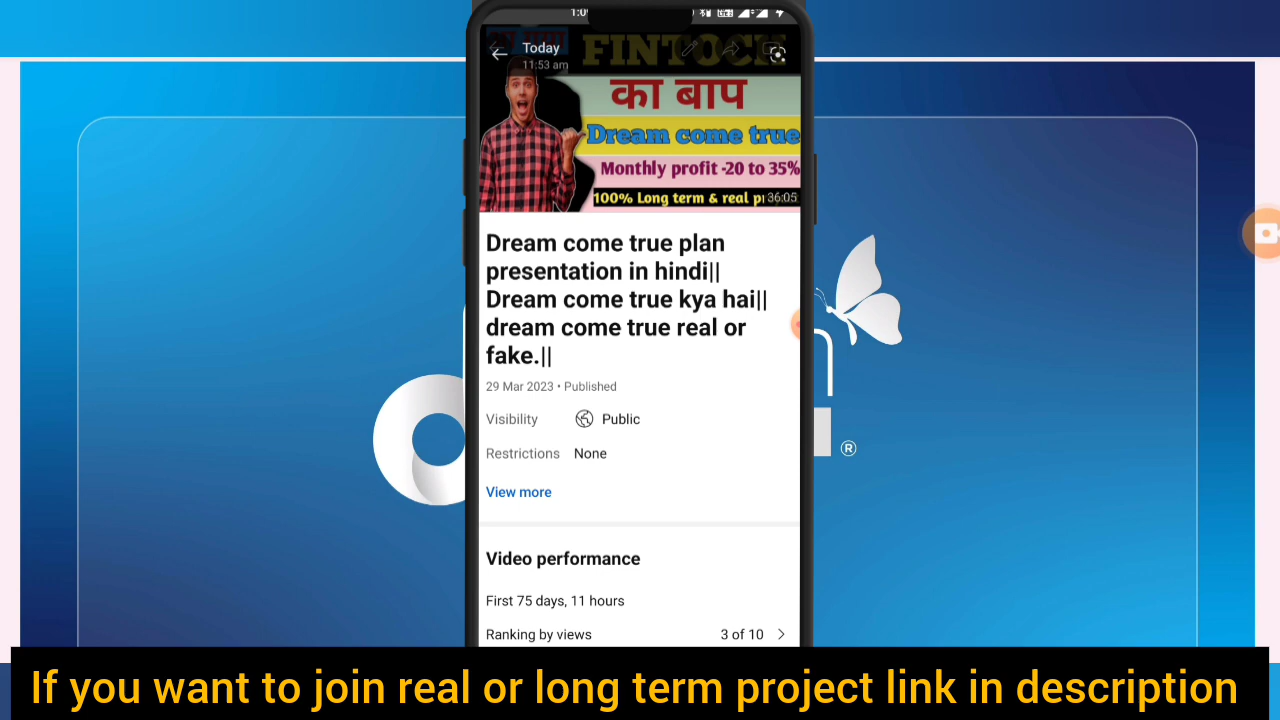 1:0
Today
FINTOCH
11:53 am
का बाप
Dream come true
Monthly profit -20 to 35%
100% Long term & real p
36:05
Dream come true plan
presentation in hindi||
Dream come true kya hai||
dream come true real or
fake.||
29 Mar 2023 • Published
Visibility Public
Restrictions None
View more
®
Video performance
First 75 days, 11 hours
Ranking by views 3 of 10
If you want to join real or long term project link in description